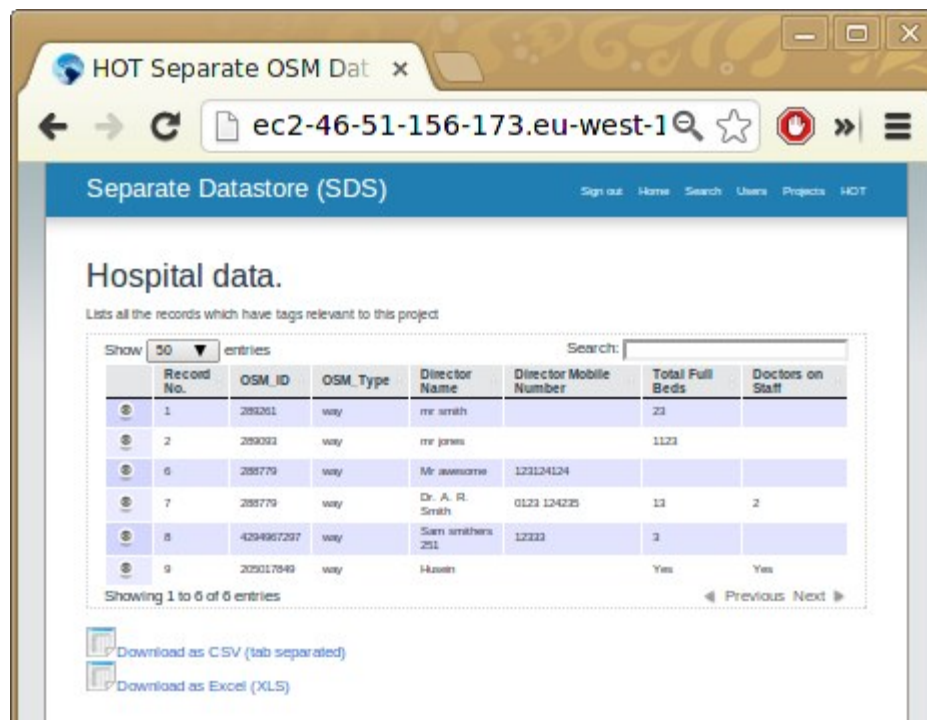 HOT Separate OSM Dat
ec2-46-51-156-173.eu-west-1
Separate Datastore (SDS) Sign out Home Search Users Projects HOT
Hospital data.
Lists all the records which have tags relevant to this project
Show 50 entries Search:
Record No. OSM_ID OSM_Type Director Name Director Mobile Number Total Full Beds Doctors on Staff
1 289261 way mr smith 23
2 289093 way mr jones 1123
6 288779 way Mr awesome 123124124
7 288779 way Dr. A. R. Smith 0123 124235 13 2
8 4294967297 way Sam smithers 251 12333 3
9 205017849 way Husein Yes Yes
Showing 1 to 6 of 6 entries Previous Next
Download as CSV (tab separated)
Download as Excel (XLS)